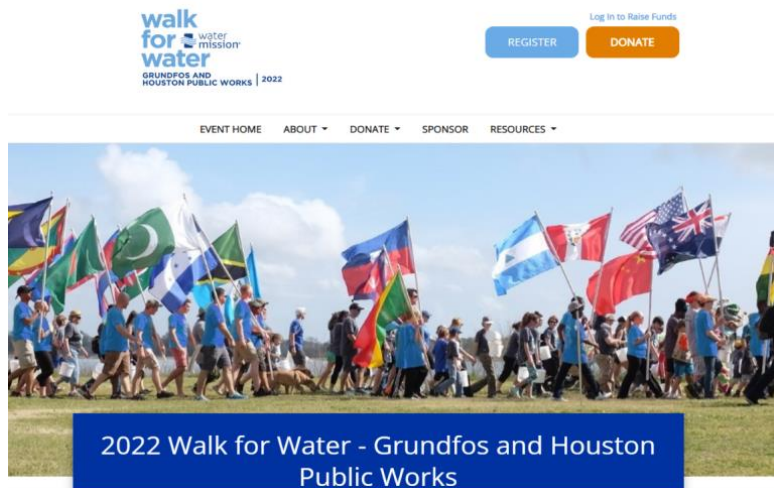 walk
for water mission
water
GRUNDFOS AND
HOUSTON PUBLIC WORKS | 2022
Log In to Raise Funds
REGISTER
DONATE
EVENT HOME ABOUT DONATE SPONSOR RESOURCES
2022 Walk for Water - Grundfos and Houston
Public Works